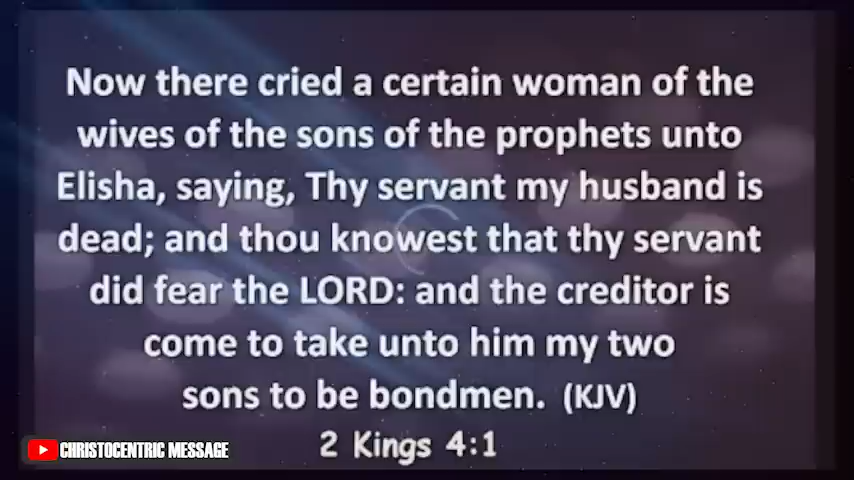 Now there cried a certain woman of the
wives of the sons of the prophets unto
Elisha, saying, Thy servant my husband is
dead; and thou knowest that thy servant
did fear the LORD: and the creditor is
come to take unto him my two
sons to be bondmen. (KJV)
2 Kings 4:1
CHRISTOCENTRIC MESSAGE